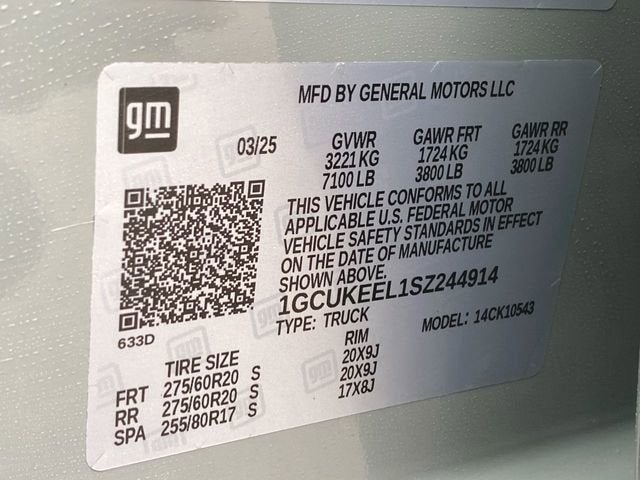 gm
MFD BY GENERAL MOTORS LLC
03/25
GVWR GAWR FRT GAWR RR
3221 KG 1724 KG 1724 KG
7100 LB 3800 LB 3800 LB
THIS VEHICLE CONFORMS TO ALL
APPLICABLE U.S. FEDERAL MOTOR
VEHICLE SAFETY STANDARDS IN EFFECT
ON THE DATE OF MANUFACTURE
SHOWN ABOVE.
1GCUKEEL1SZ244914
TYPE: TRUCK MODEL: 14CK10543
633D
TIRE SIZE RIM
FRT 275/60R20 S 20X9J
RR 275/60R20 S 20X9J
SPA 255/80R17 S 17X8J